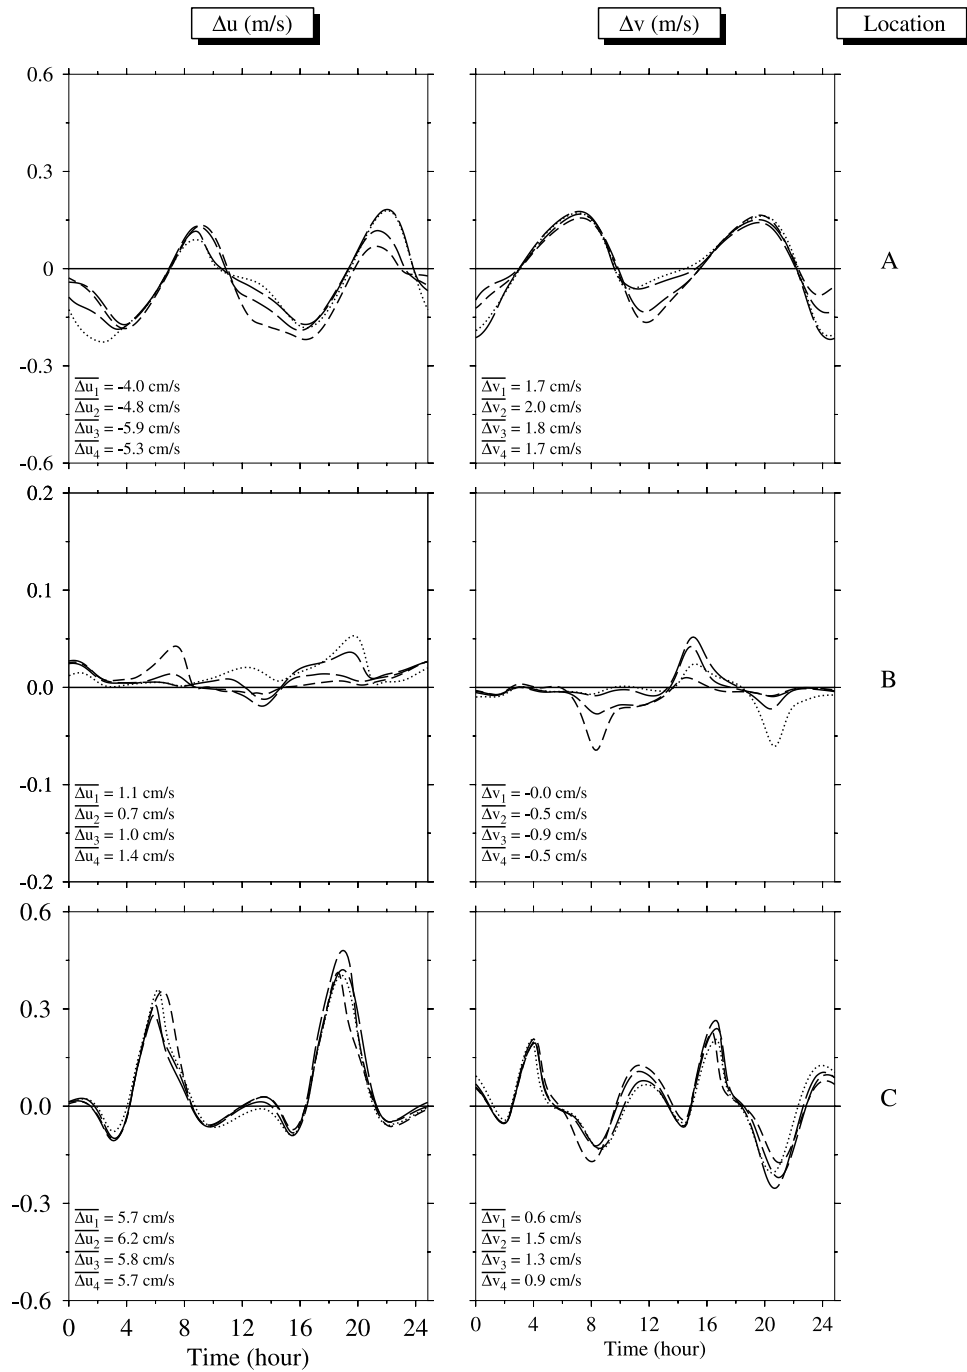 Δu (m/s)
Δv (m/s)
Location
0.6
0.3
0
-0.3
-0.6
Δu1 = -4.0 cm/s
Δu2 = -4.8 cm/s
Δu3 = -5.9 cm/s
Δu4 = -5.3 cm/s
Δv1 = 1.7 cm/s
Δv2 = 2.0 cm/s
Δv3 = 1.8 cm/s
Δv4 = 1.7 cm/s
A
0.2
0.1
0.0
-0.1
-0.2
Δu1 = 1.1 cm/s
Δu2 = 0.7 cm/s
Δu3 = 1.0 cm/s
Δu4 = 1.4 cm/s
Δv1 = -0.0 cm/s
Δv2 = -0.5 cm/s
Δv3 = -0.9 cm/s
Δv4 = -0.5 cm/s
B
0.6
0.3
0.0
-0.3
-0.6
Δu1 = 5.7 cm/s
Δu2 = 6.2 cm/s
Δu3 = 5.8 cm/s
Δu4 = 5.7 cm/s
Δv1 = 0.6 cm/s
Δv2 = 1.5 cm/s
Δv3 = 1.3 cm/s
Δv4 = 0.9 cm/s
C
0 4 8 12 16 20 24
Time (hour)
0 4 8 12 16 20 24
Time (hour)